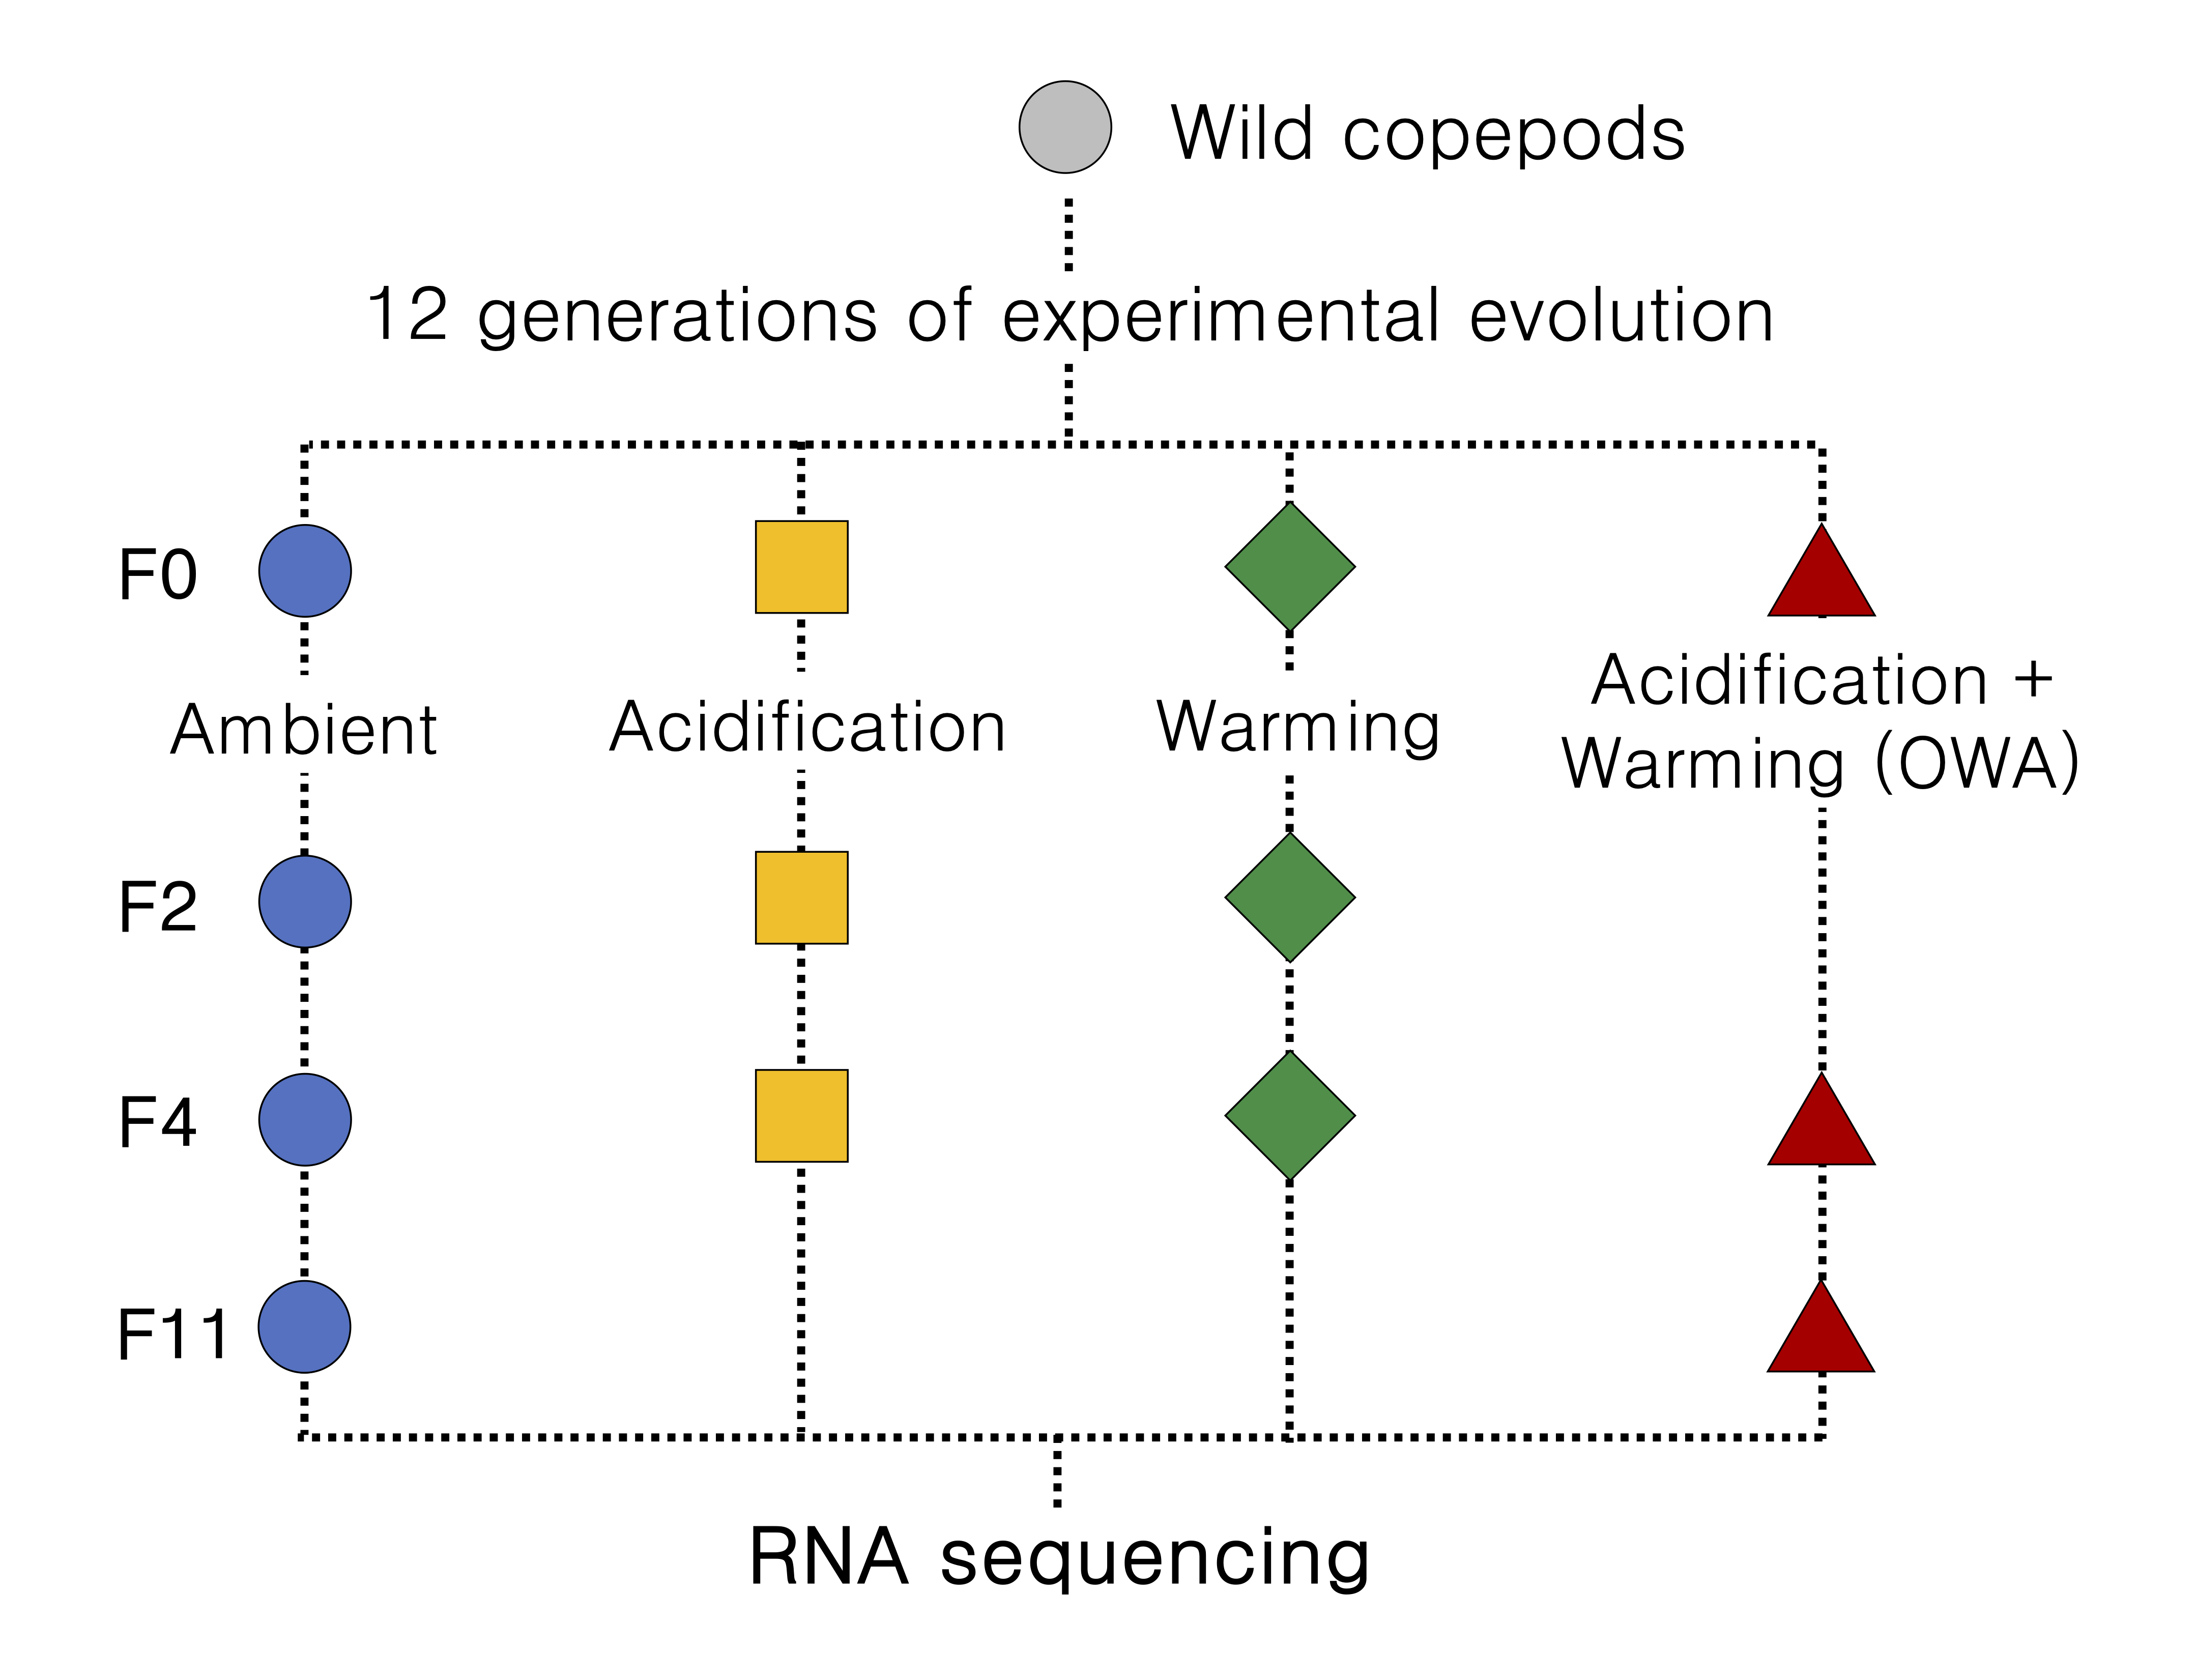 Wild copepods
12 generations of experimental evolution
F0
Ambient
Acidification
Warming
Acidification +
Warming (OWA)
F2
F4
F11
RNA sequencing